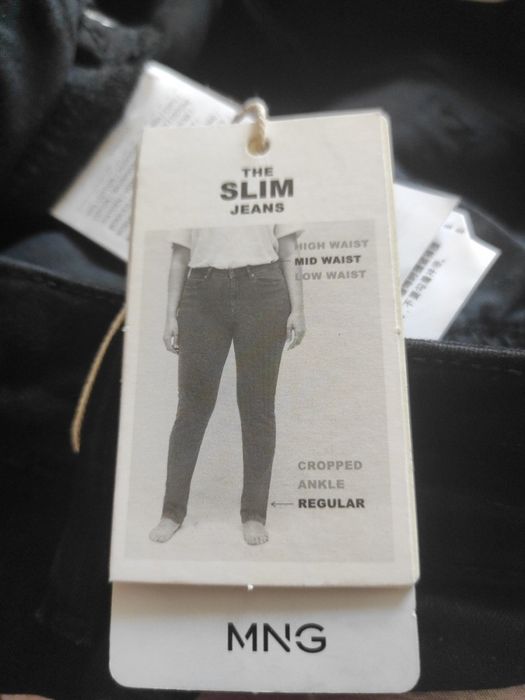 THE
SLIM
JEANS
HIGH WAIST
MID WAIST
LOW WAIST
CROPPED
ANKLE
REGULAR
MNG